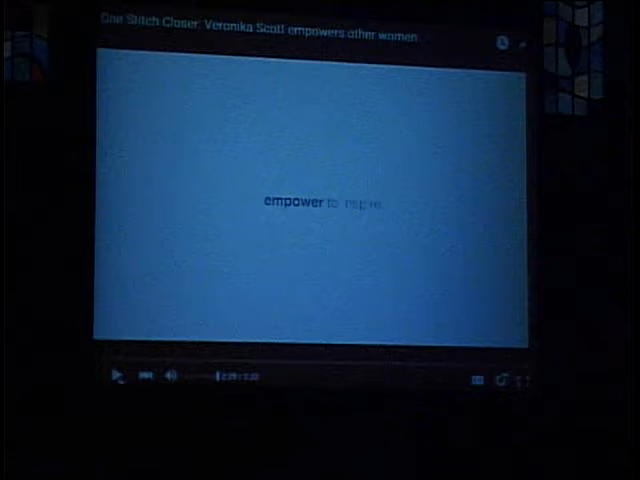 One Stitch Closer: Veronika Scott empowers other women
empower to inspire